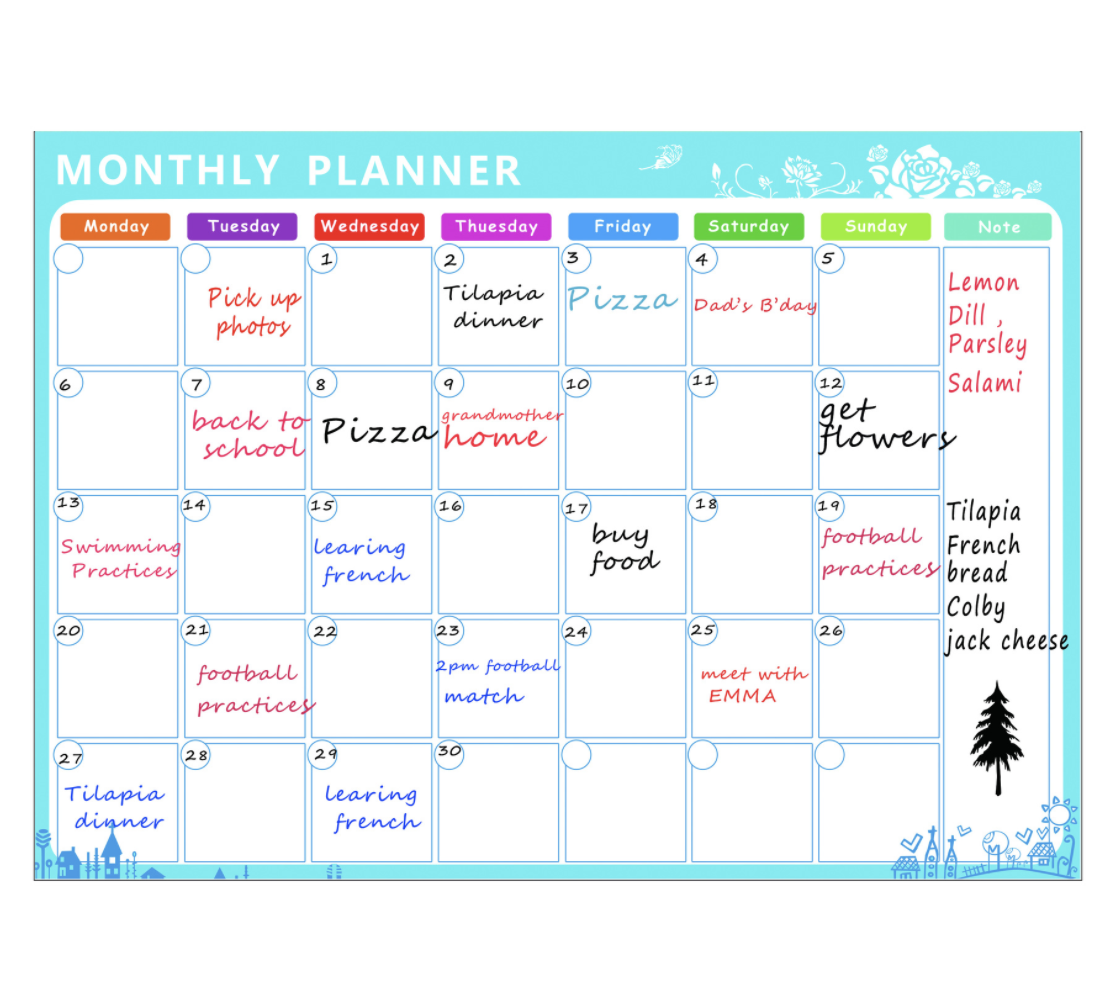 MONTHLY PLANNER
Monday
Tuesday
Wednesday
Thuesday
Friday
Saturday
Sunday
Note
Pick up
photos
1
2
Tilapia
dinner
3
Pizza
4
Dad's B'day
5
Lemon
Dill ,
Parsley
Salami
6
7
back to
school
8
Pizza
9
grandmother
home
10
11
12
get
flowers
13
Swimming
Practices
14
15
learing
french
16
17
buy
food
18
19
football
practices
Tilapia
French
bread
Colby
jack cheese
20
21
football
practices
22
23
2pm football
match
24
25
meet with
EMMA
26
27
Tilapia
dinner
28
29
learing
french
30